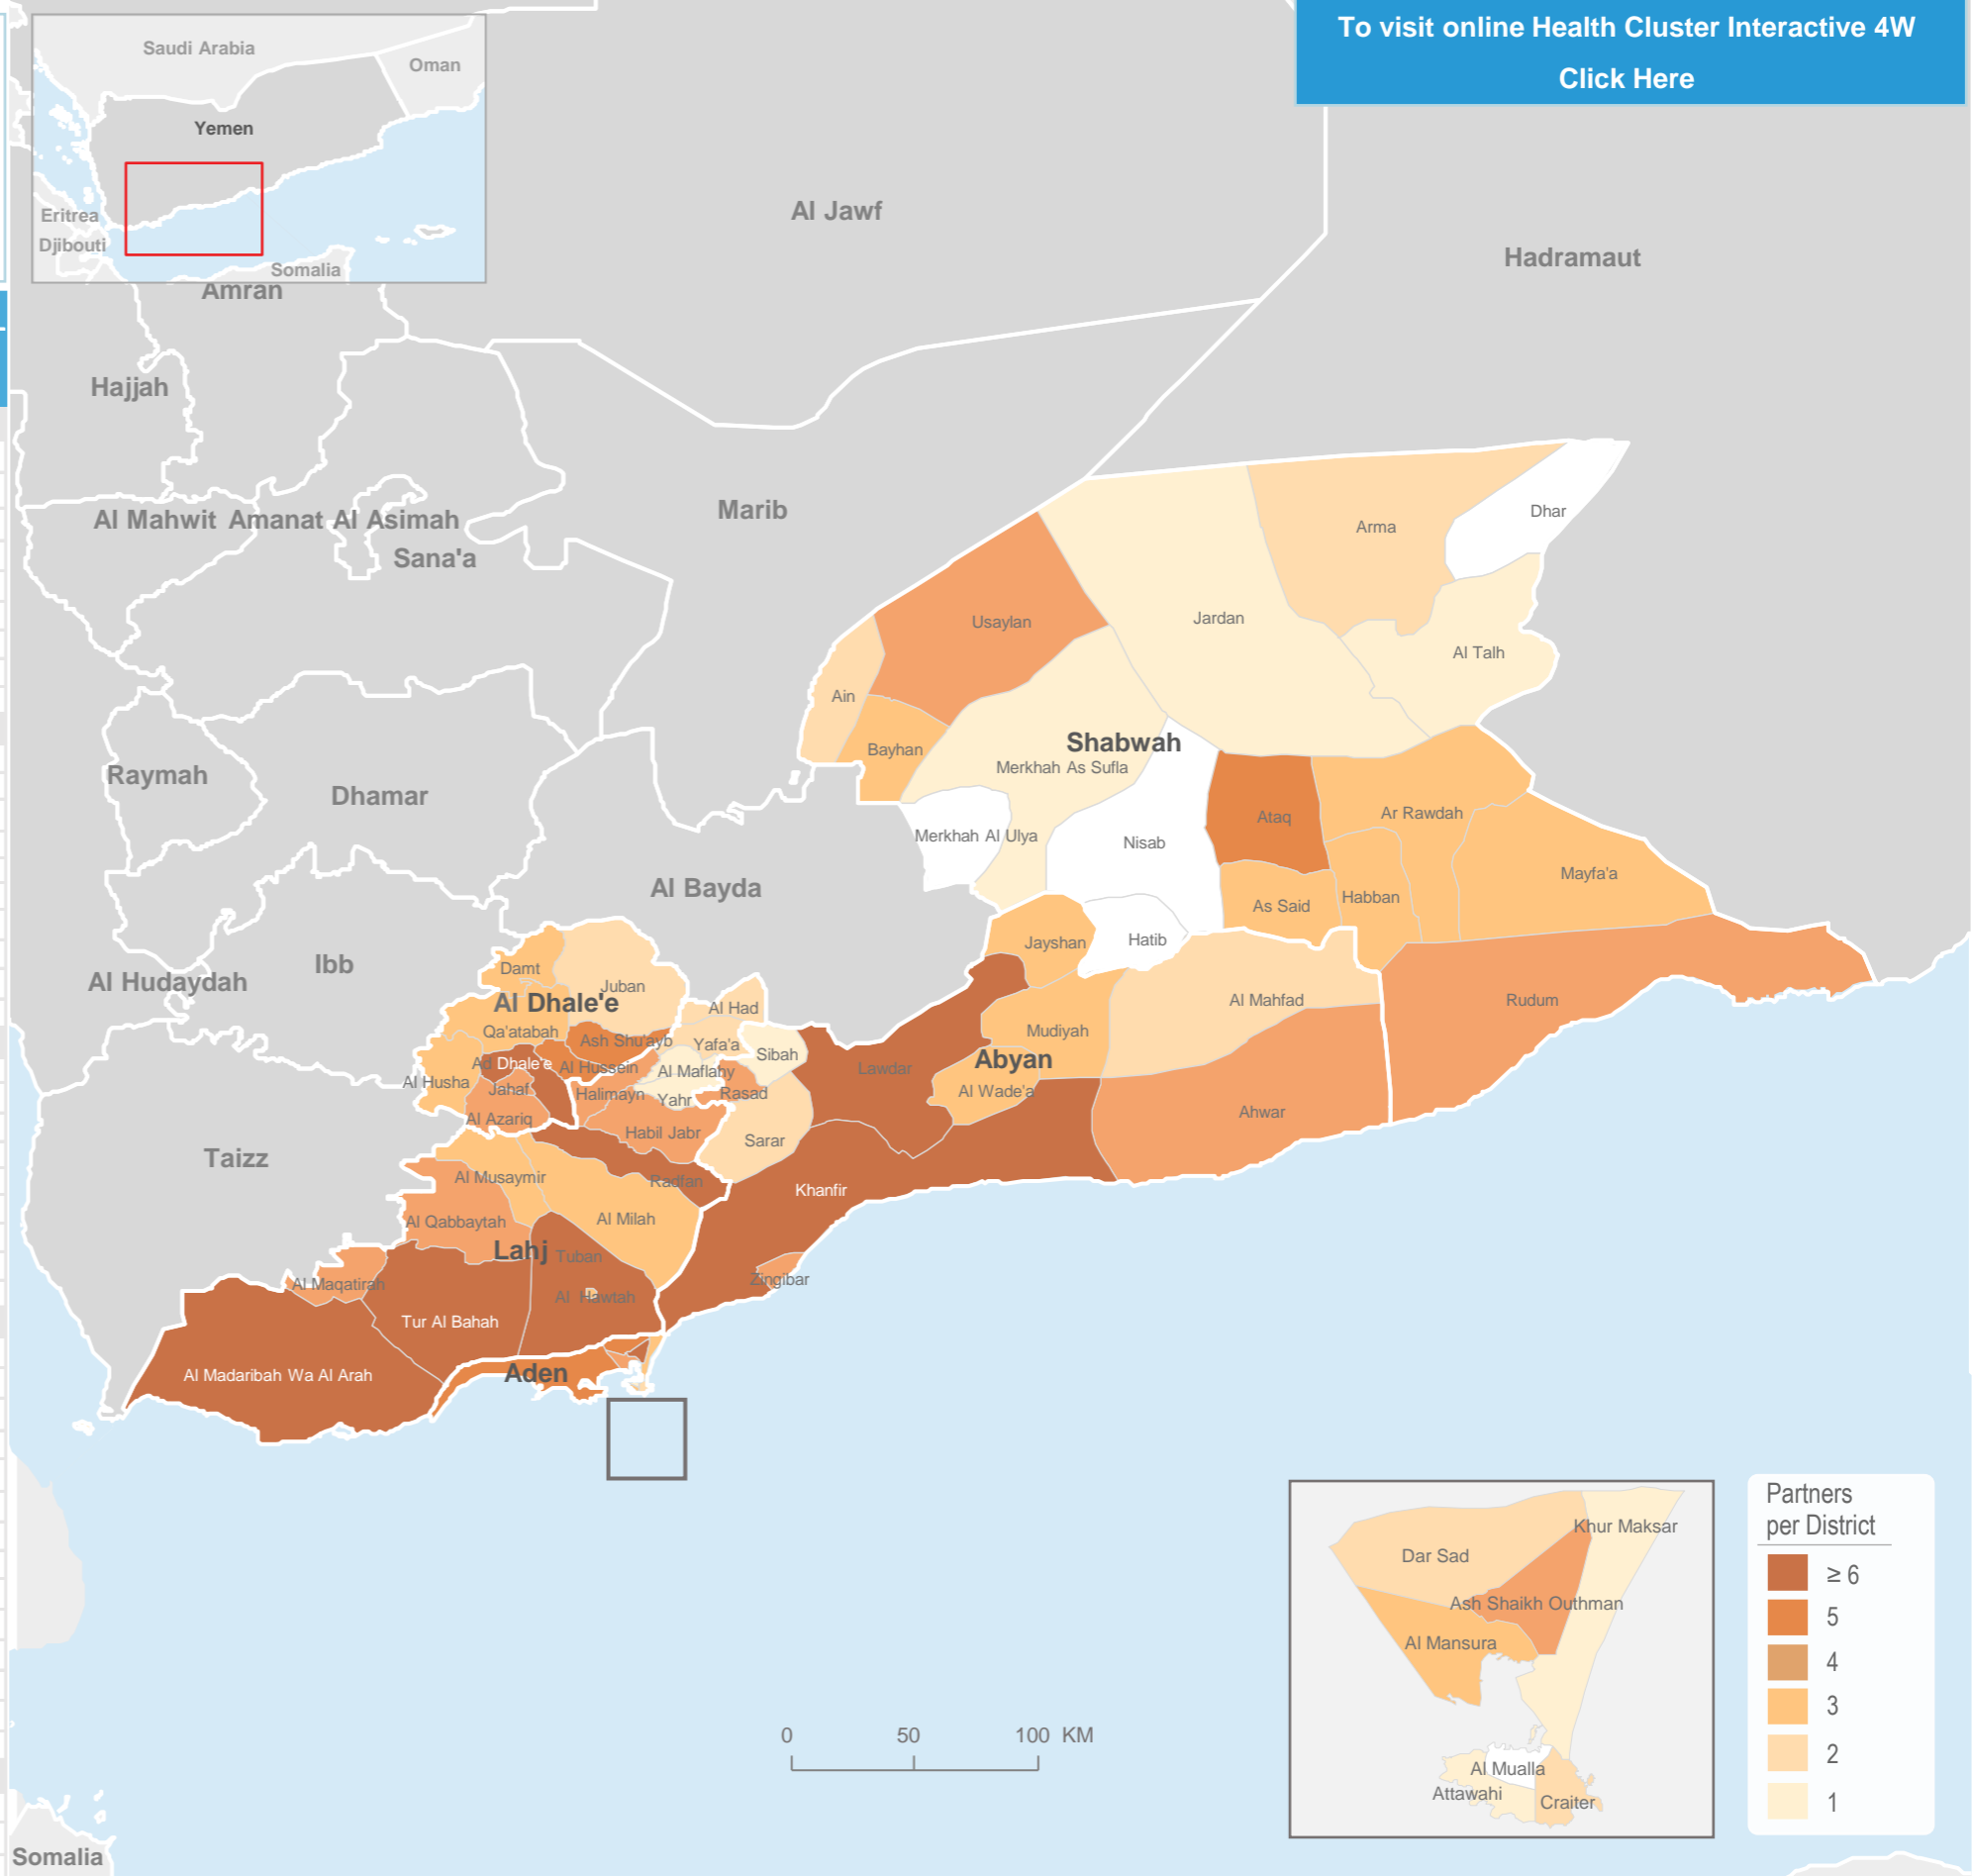 To visit online Health Cluster Interactive 4W
Click Here
Saudi Arabia
Oman
Yemen
Eritrea
Djibouti
Somalia
Amran
Al Jawf
Hadramaut
Hajjah
Al Mahwit
Amanat Al Asimah
Sana'a
Marib
Dhar
Arma
Usaylan
Jardan
Al Talh
Ain
Bayhan
Shabwah
Merkhah As Sufla
Raymah
Dhamar
Merkhah Al Ulya
Nisab
Ataq
Ar Rawdah
Mayfa'a
Al Bayda
As Said
Habban
Jayshan
Hatib
Ibb
Al Hudaydah
Damt
Juban
Al Dhale'e
Al Had
Al Mahfad
Rudum
Qa'atabah
Ash Shu'ayb
Yafa'a
Sibah
Mudiyah
Abyan
Ad Dhale'e
Al Hussein
Al Maflahy
Lawdar
Al Husha
Jahaf
Halimayn
Yahr
Rasad
Al Wade'a
Al Azariq
Habil Jabr
Sarar
Ahwar
Taizz
Al Musaymir
Radfan
Khanfir
Al Qabbaytah
Al Milah
Lahj
Tuban
Zingibar
Al Maqatirah
Al Hawtah
Tur Al Bahah
Al Madaribah Wa Al Arah
Aden
Khur Maksar
Dar Sad
Ash Shaikh Outhman
Al Mansura
Al Mualla
Attawahi
Craiter
Partners
per District
≥ 6
5
4
3
2
1
0 50 100 KM
Somalia